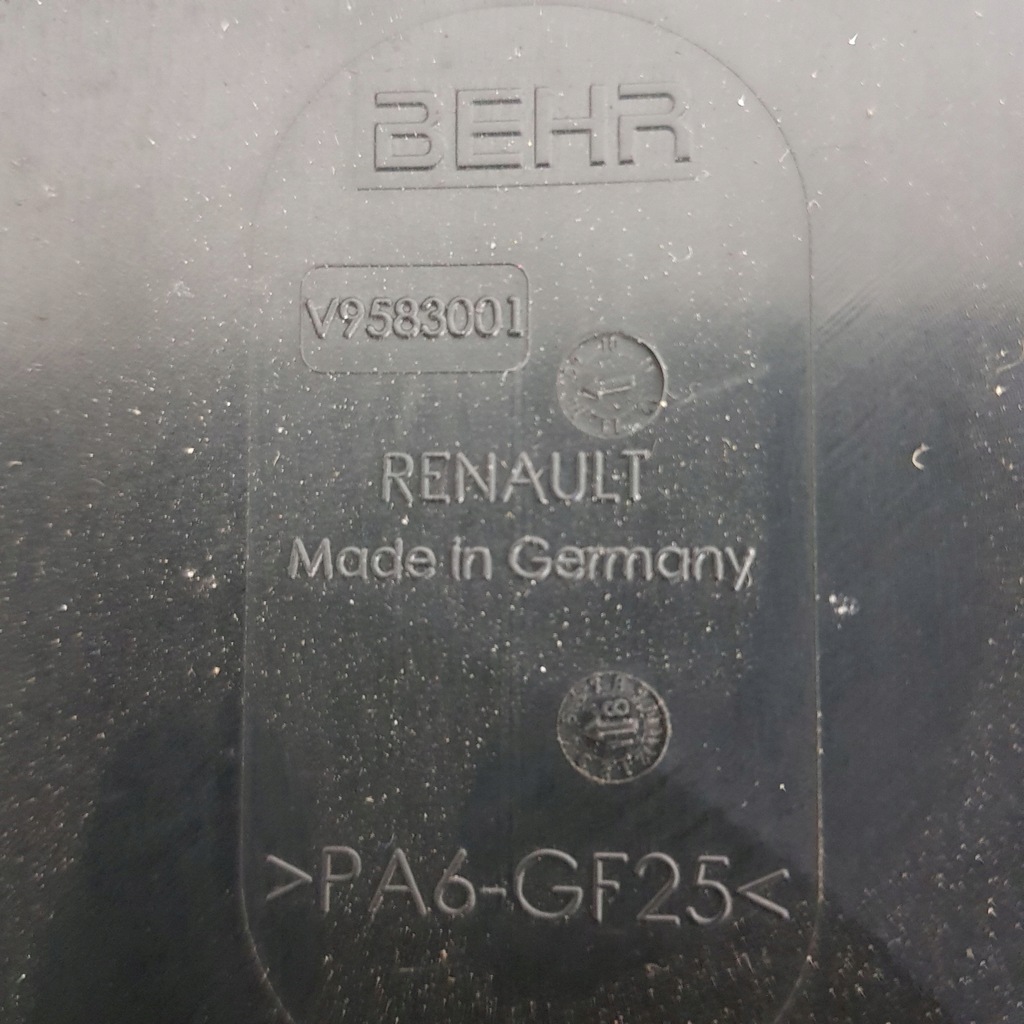 BEHR
V9583001
RENAULT
Made in Germany
>PA6-GF25<